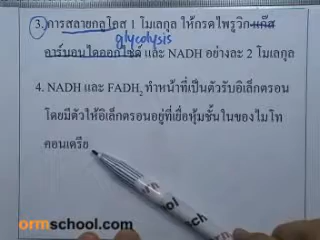 3. การสลายกลูโคส 1 โมเลกุล ให้กรดไพรูวิก แก๊ส
glycolysis
คาร์บอนไดออกไซด์ และ NADH อย่างละ 2 โมเลกุล
4. NADH และ FADH₂ ทำหน้าที่เป็นตัวรับอิเล็กตรอน
โดยมีตัวให้อิเล็กตรอนอยู่ที่เยื่อหุ้มชั้นในของไมโท
คอนเดรีย
ormschool.com